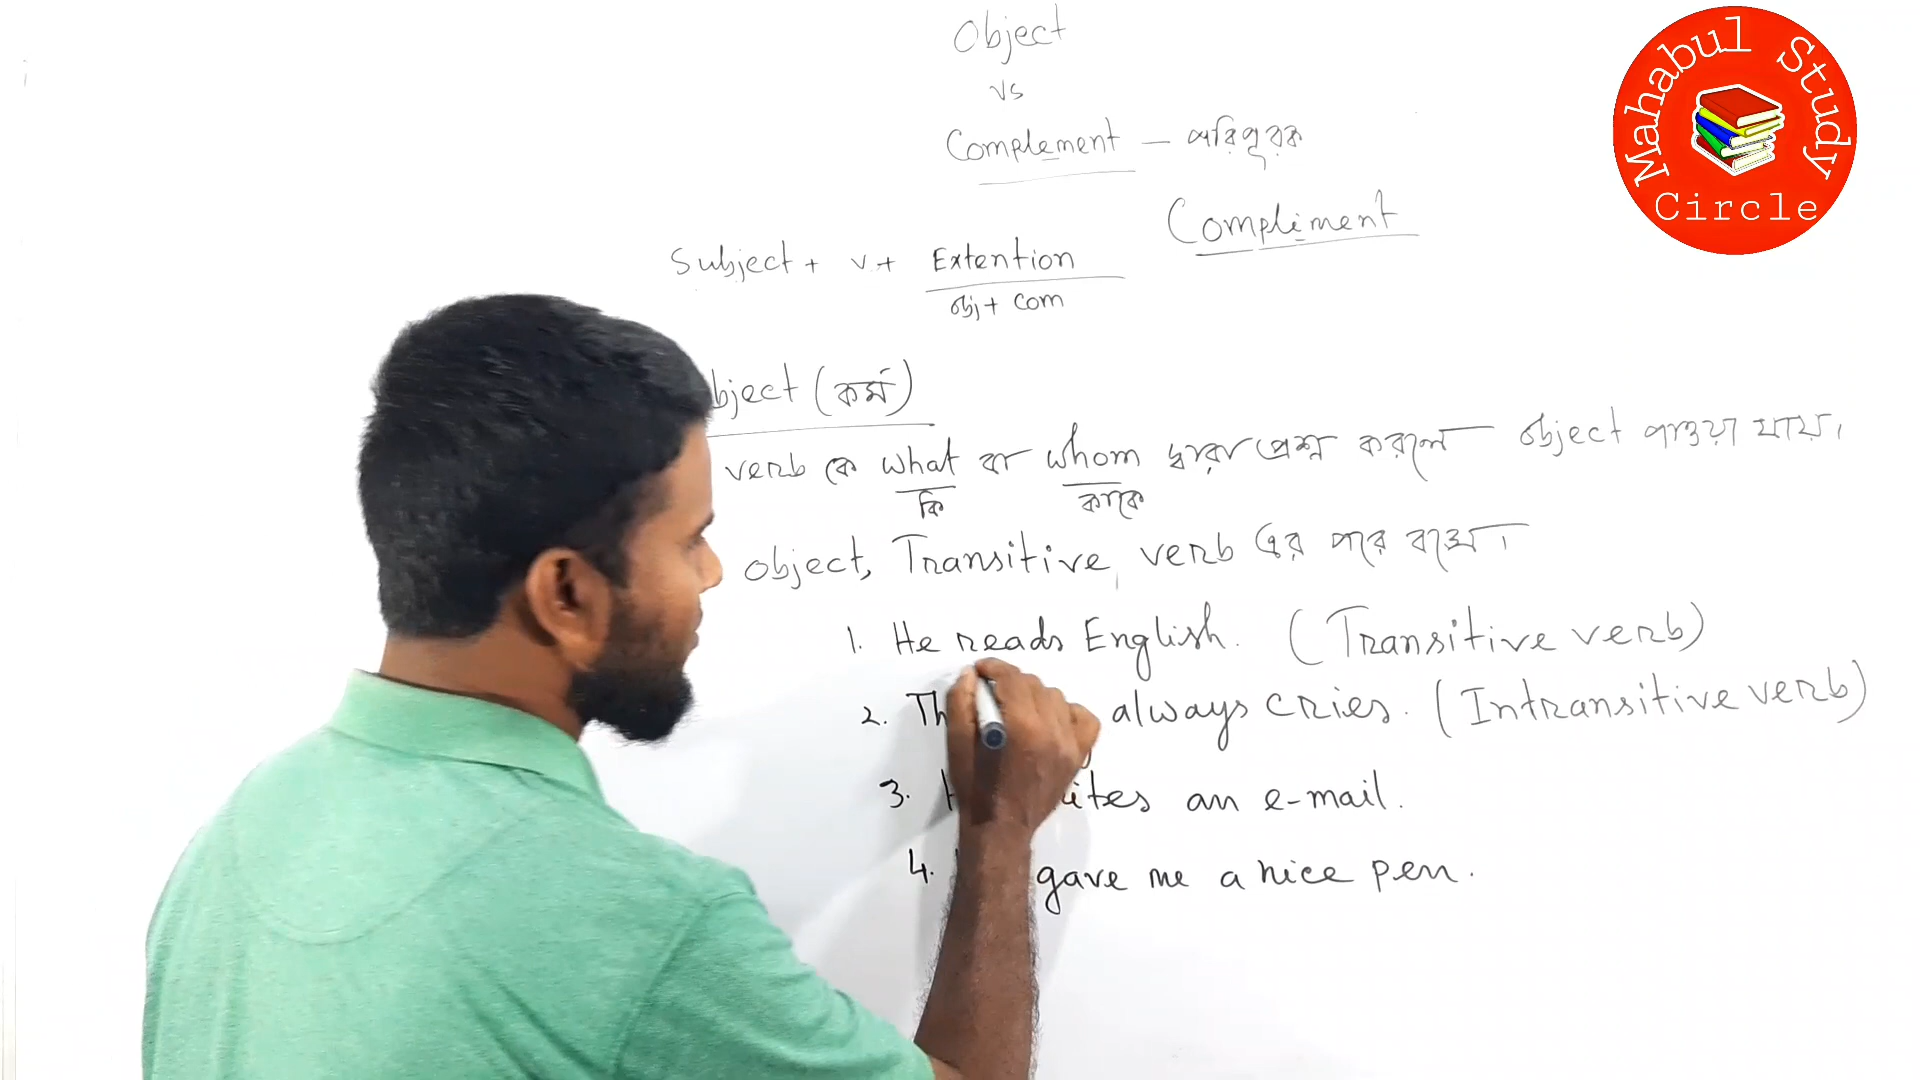 Object
vs
Complement — পরিপূরক
Compliment
Subject + v + Extention
obj + com
bject (কর্ম)
verb কে what বা whom দ্বারা প্রশ্ন করলে object পাওয়া যায়।
কি কাকে
object, Transitive verb এর পরে বসে।
1. He reads English. (Transitive verb)
2. Th always cries. (Intransitive verb)
3. H ites an e-mail.
4. gave me a nice pen.
Mahabul Study
Circle